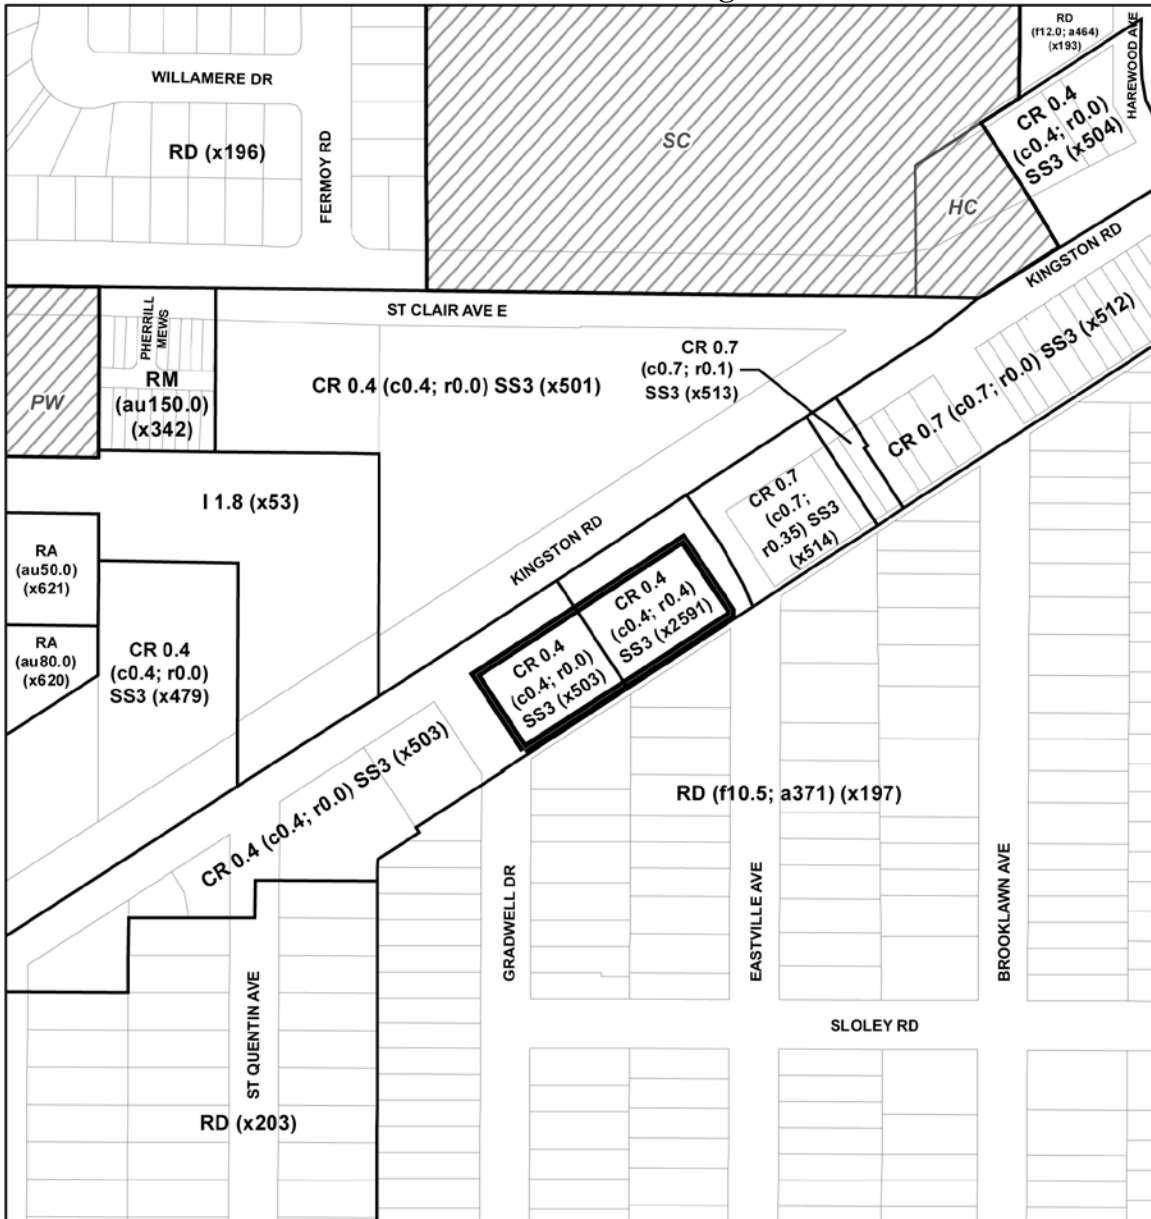 RD
(f12.0; a464)
(x193)
HAREWOOD AVE
WILLAMERE DR
RD (x196)
FERMOY RD
SC
HC
CR 0.4
(c0.4; r0.0)
SS3 (x504)
KINGSTON RD
ST CLAIR AVE E
PHERRILL
MEWS
PW
RM
(au150.0)
(x342)
CR 0.4 (c0.4; r0.0) SS3 (x501)
CR 0.7
(c0.7; r0.1)
SS3 (x513)
CR 0.7 (c0.7; r0.0) SS3 (x512)
I 1.8 (x53)
KINGSTON RD
CR 0.7
(c0.7;
r0.35) SS3
(x514)
RA
(au50.0)
(x621)
RA
(au80.0)
(x620)
CR 0.4
(c0.4; r0.0)
SS3 (x479)
CR 0.4
(c0.4; r0.4)
SS3 (x2591)
CR 0.4
(c0.4; r0.0)
SS3 (x503)
CR 0.4 (c0.4; r0.0) SS3 (x503)
RD (f10.5; a371) (x197)
GRADWELL DR
EASTVILLE AVE
BROOKLAWN AVE
ST QUENTIN AVE
SLOLEY RD
RD (x203)